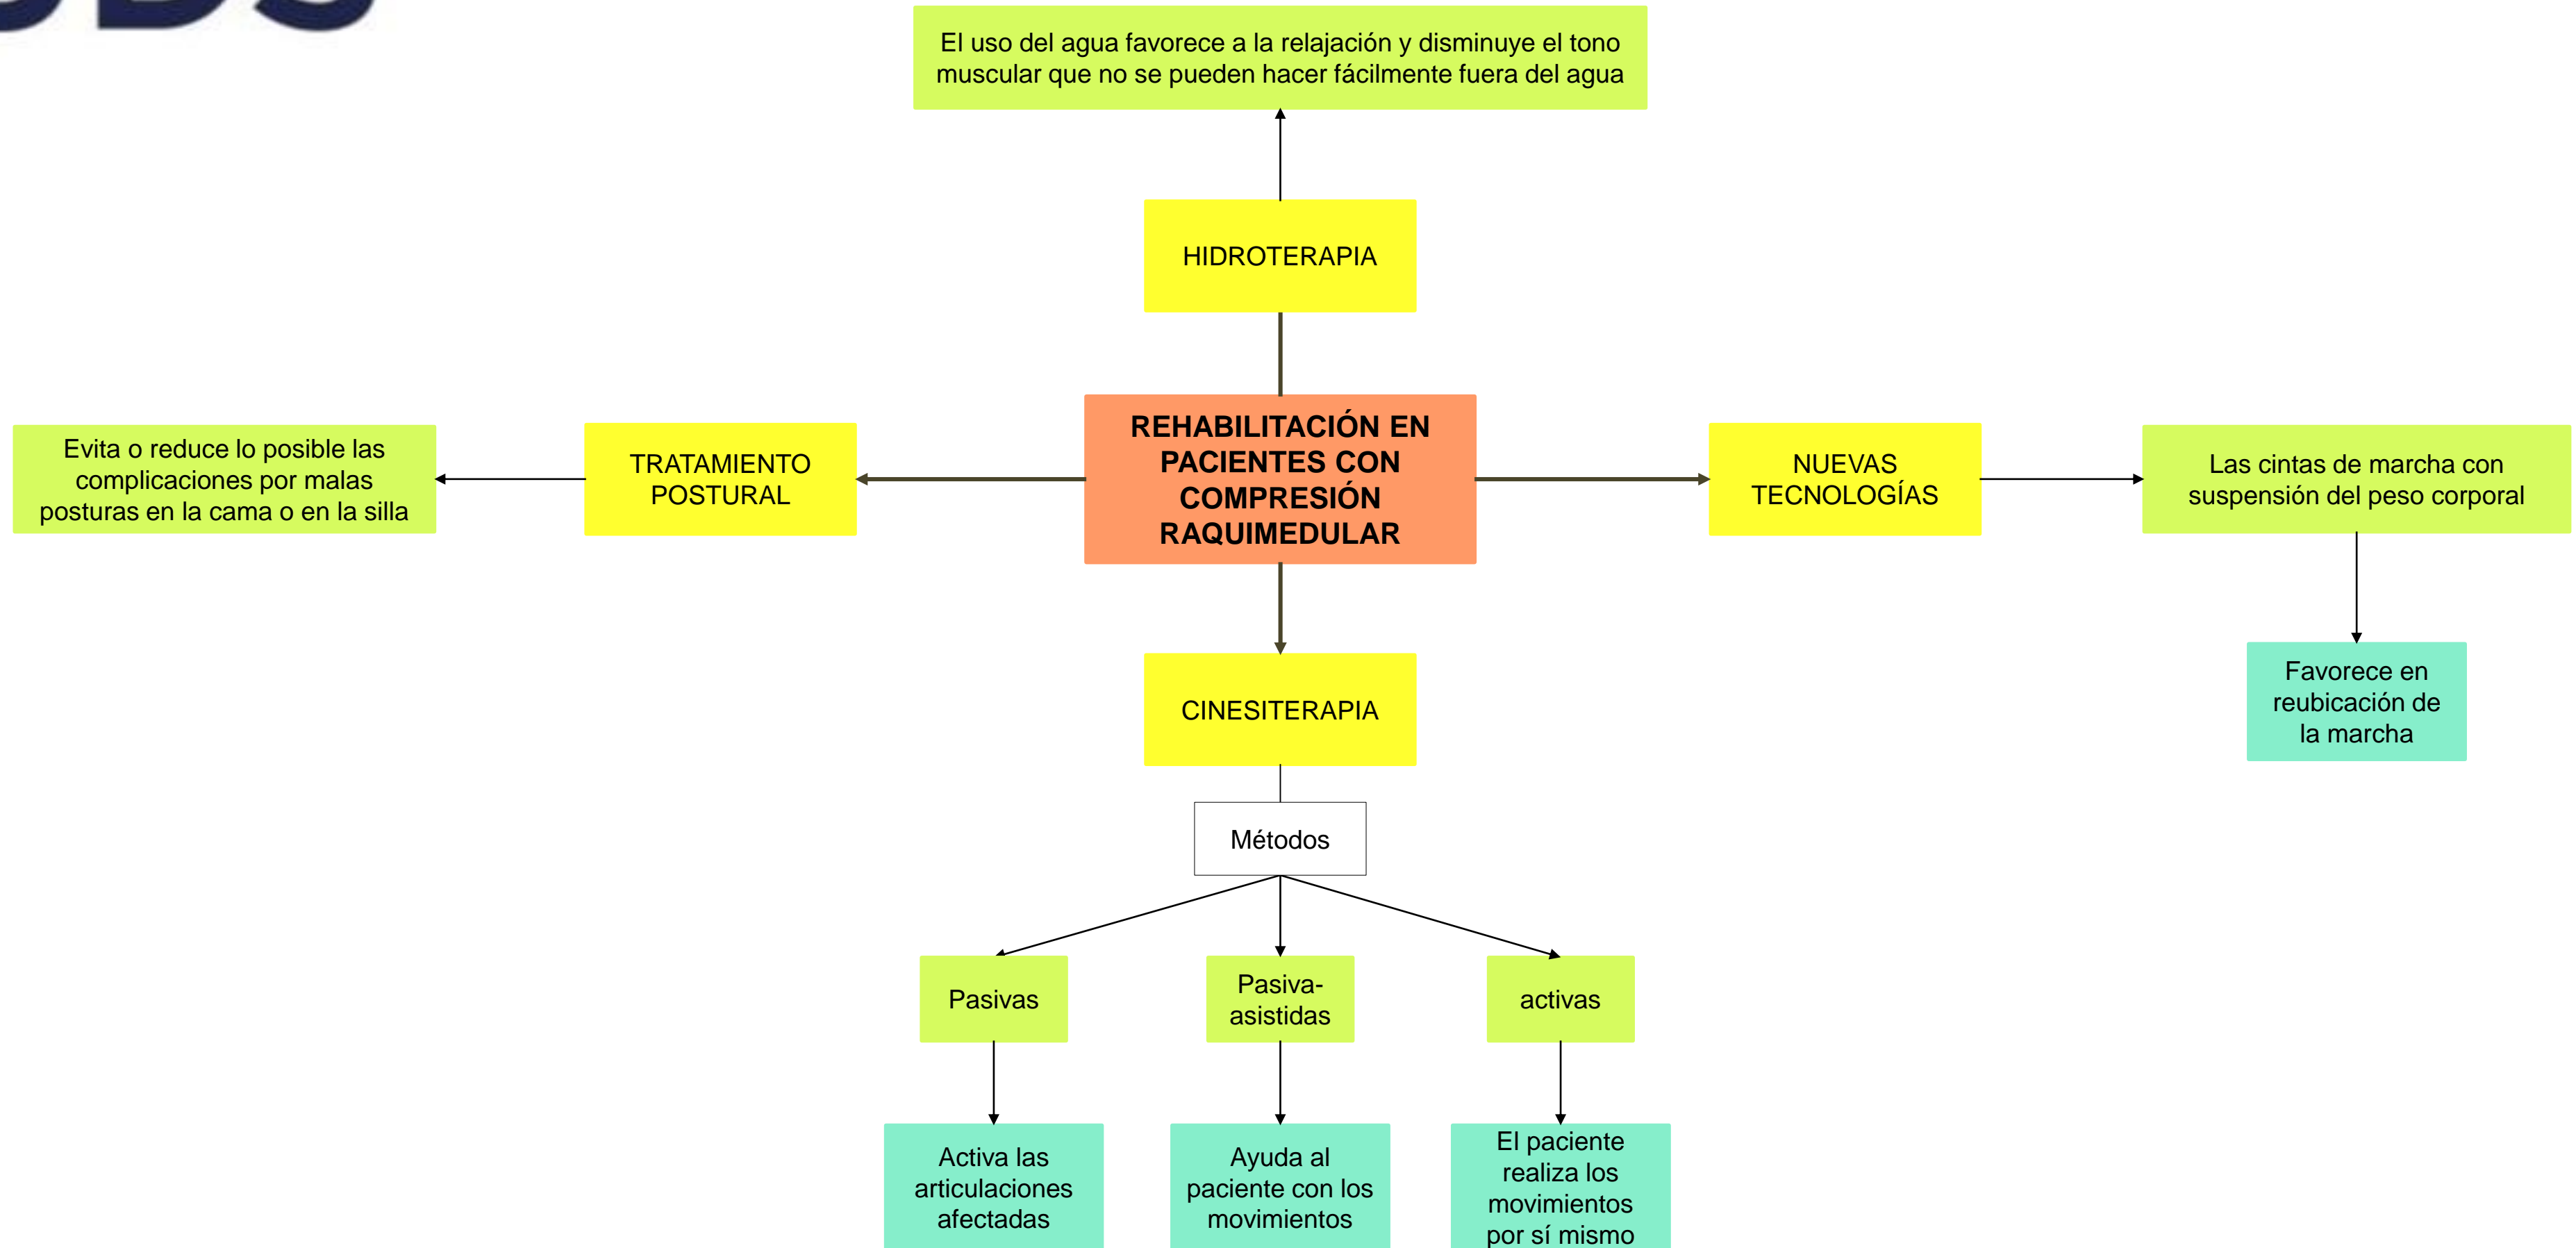 El uso del agua favorece a la relajación y disminuye el tono
muscular que no se pueden hacer fácilmente fuera del agua
HIDROTERAPIA
Evita o reduce lo posible las
complicaciones por malas
posturas en la cama o en la silla
TRATAMIENTO
POSTURAL
REHABILITACIÓN EN
PACIENTES CON
COMPRESIÓN
RAQUIMEDULAR
NUEVAS
TECNOLOGÍAS
Las cintas de marcha con
suspensión del peso corporal
Favorece en
reubicación de
la marcha
CINESITERAPIA
Métodos
Pasivas
Pasiva-
asistidas
activas
Activa las
articulaciones
afectadas
Ayuda al
paciente con los
movimientos
El paciente
realiza los
movimientos
por sí mismo